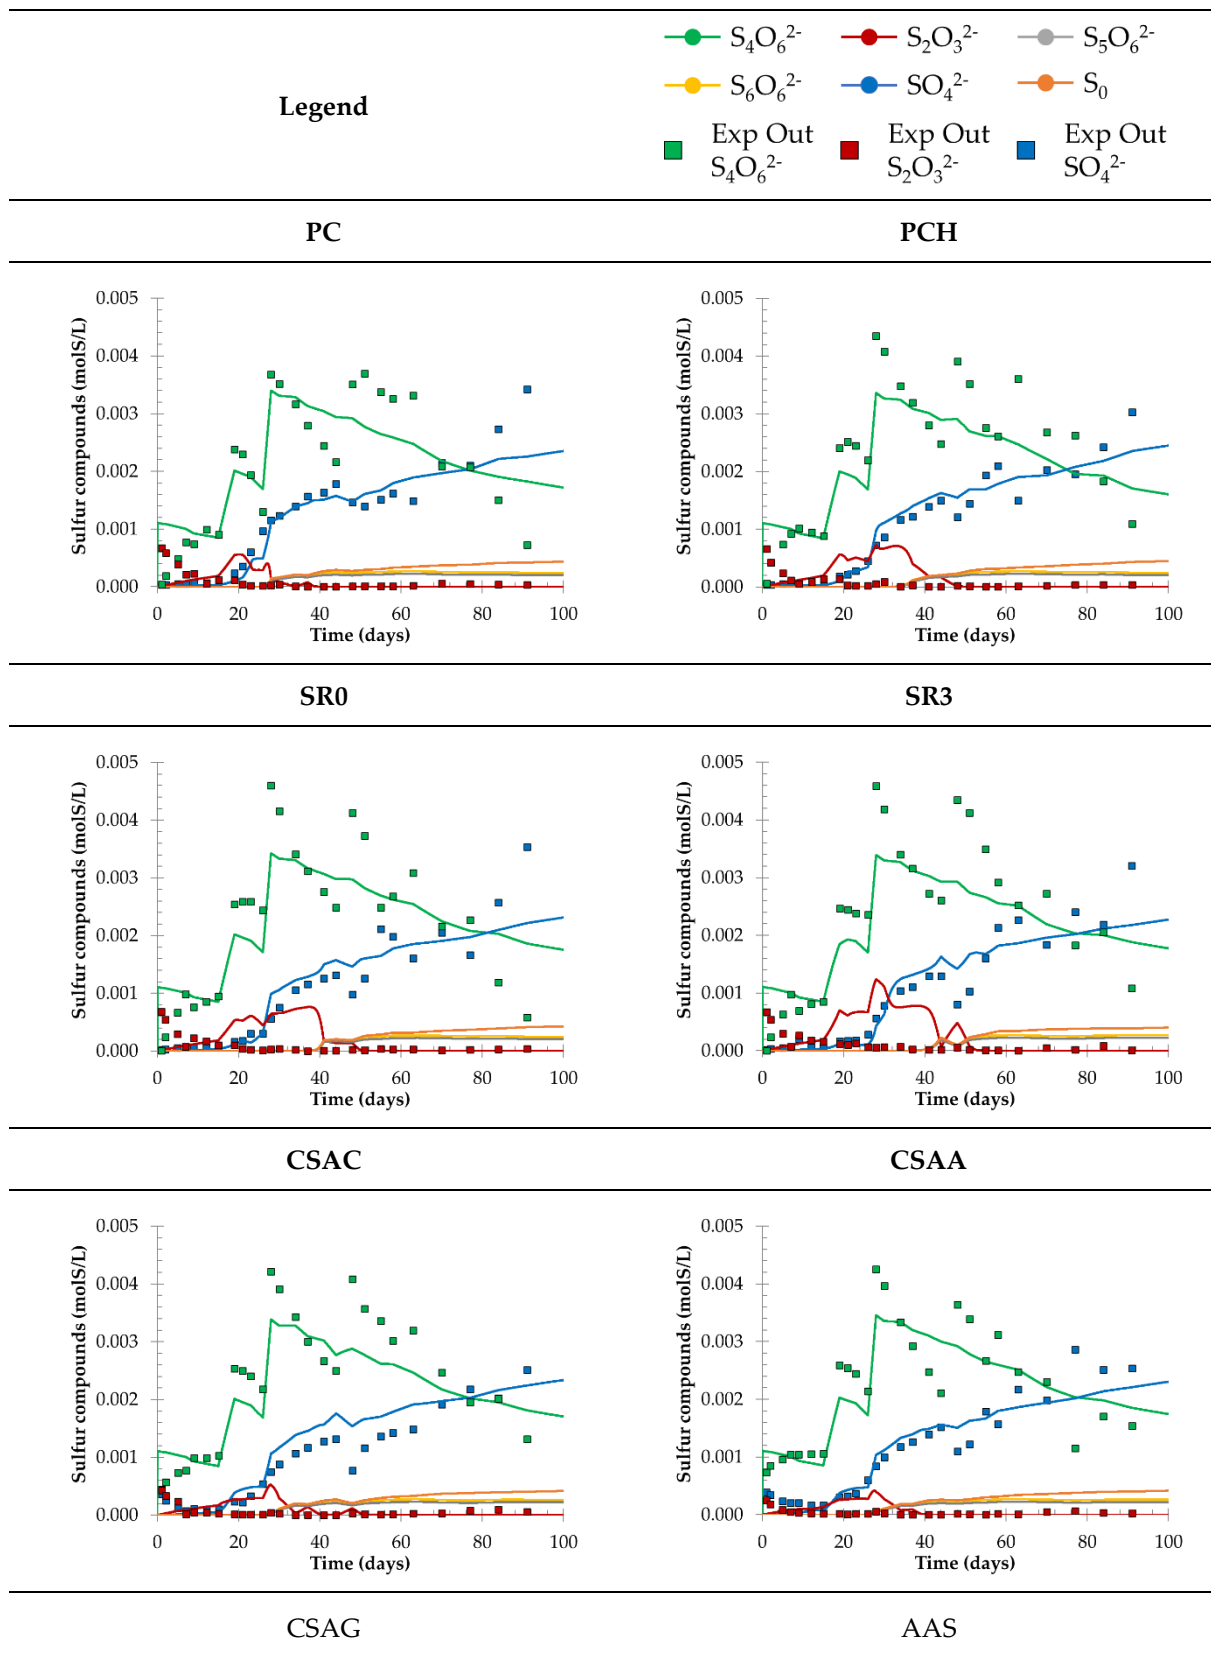 Legend
S₄O₆²⁻ S₂O₃²⁻ S₅O₆²⁻
S₆O₆²⁻ SO₄²⁻ S₀
Exp Out S₄O₆²⁻ Exp Out S₂O₃²⁻ Exp Out SO₄²⁻
PC PCH
Sulfur compounds (molS/L)
0.005
0.004
0.003
0.002
0.001
0.000
0 20 40 60 80 100
Time (days)
Sulfur compounds (molS/L)
0.005
0.004
0.003
0.002
0.001
0.000
0 20 40 60 80 100
Time (days)
SR0 SR3
Sulfur compounds (molS/L)
0.005
0.004
0.003
0.002
0.001
0.000
0 20 40 60 80 100
Time (days)
Sulfur compounds (molS/L)
0.005
0.004
0.003
0.002
0.001
0.000
0 20 40 60 80 100
Time (days)
CSAC CSAA
Sulfur compounds (molS/L)
0.005
0.004
0.003
0.002
0.001
0.000
0 20 40 60 80 100
Time (days)
Sulfur compounds (molS/L)
0.005
0.004
0.003
0.002
0.001
0.000
0 20 40 60 80 100
Time (days)
CSAG AAS